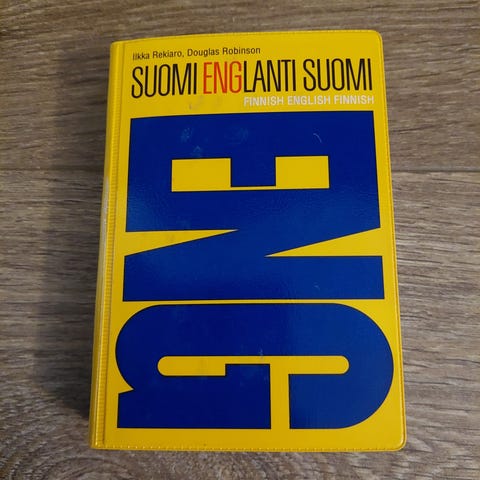 Ilkka Rekiaro, Douglas Robinson
SUOMI ENGLANTI SUOMI
FINNISH ENGLISH FINNISH
ENG